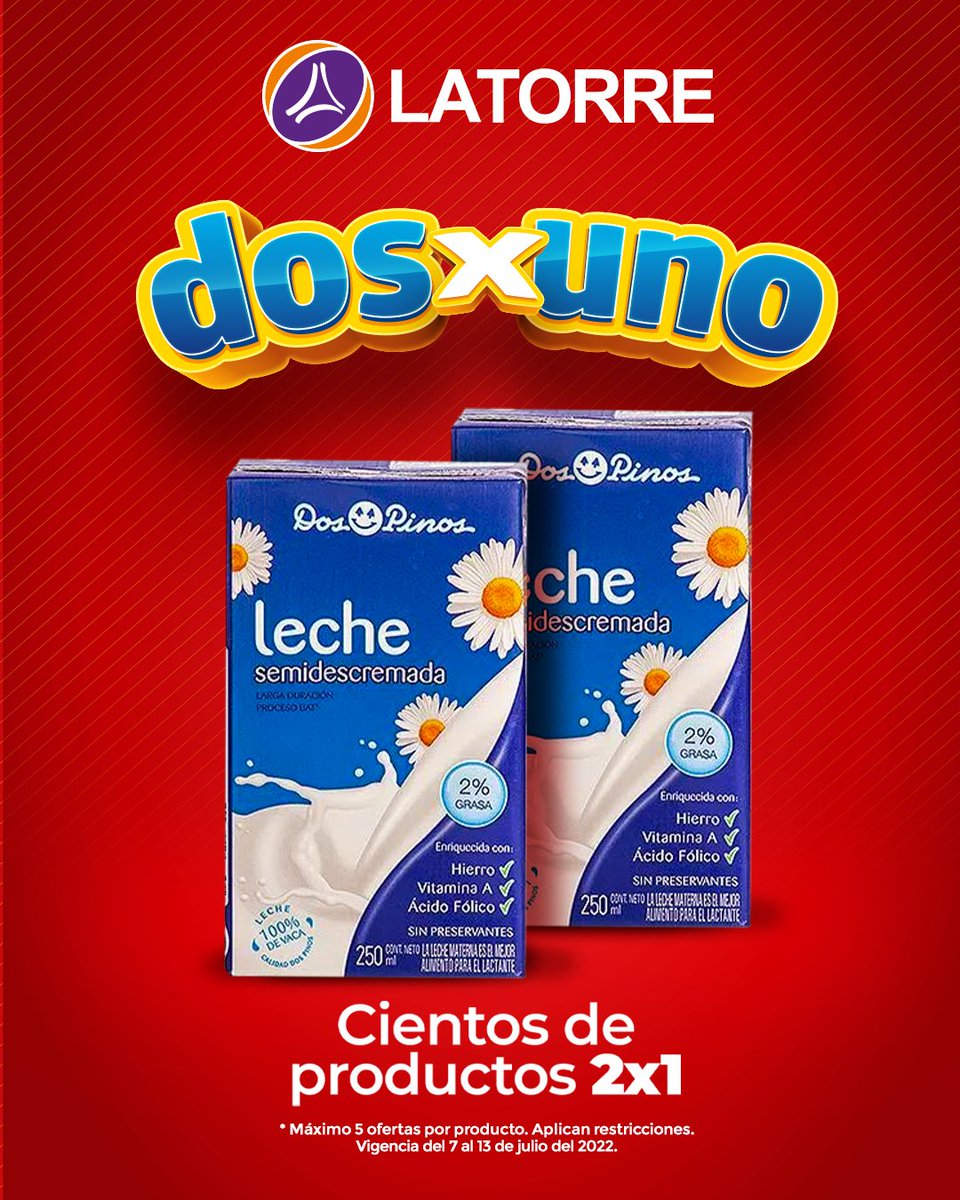 LATORRE
dosxuno
Dos Pinos
leche
semidescremada
LARGA DURACIÓN
PROCESO UAT*
2%
GRASA
Enriquecida con:
Hierro
Vitamina A
Ácido Fólico
SIN PRESERVANTES
250 ml CONT. NETO LA LECHE MATERNA ES EL MEJOR
ALIMENTO PARA EL LACTANTE
LECHE
100%
DE VACA
CALIDAD DOS PINOS
Dos Pinos
eche
idescremada
2%
GRASA
Enriquecida con:
Hierro
Vitamina A
Ácido Fólico
SIN PRESERVANTES
250 ml CONT. NETO LA LECHE MATERNA ES EL MEJOR
ALIMENTO PARA EL LACTANTE
Cientos de
productos 2x1
* Máximo 5 ofertas por producto. Aplican restricciones.
Vigencia del 7 al 13 de julio del 2022.